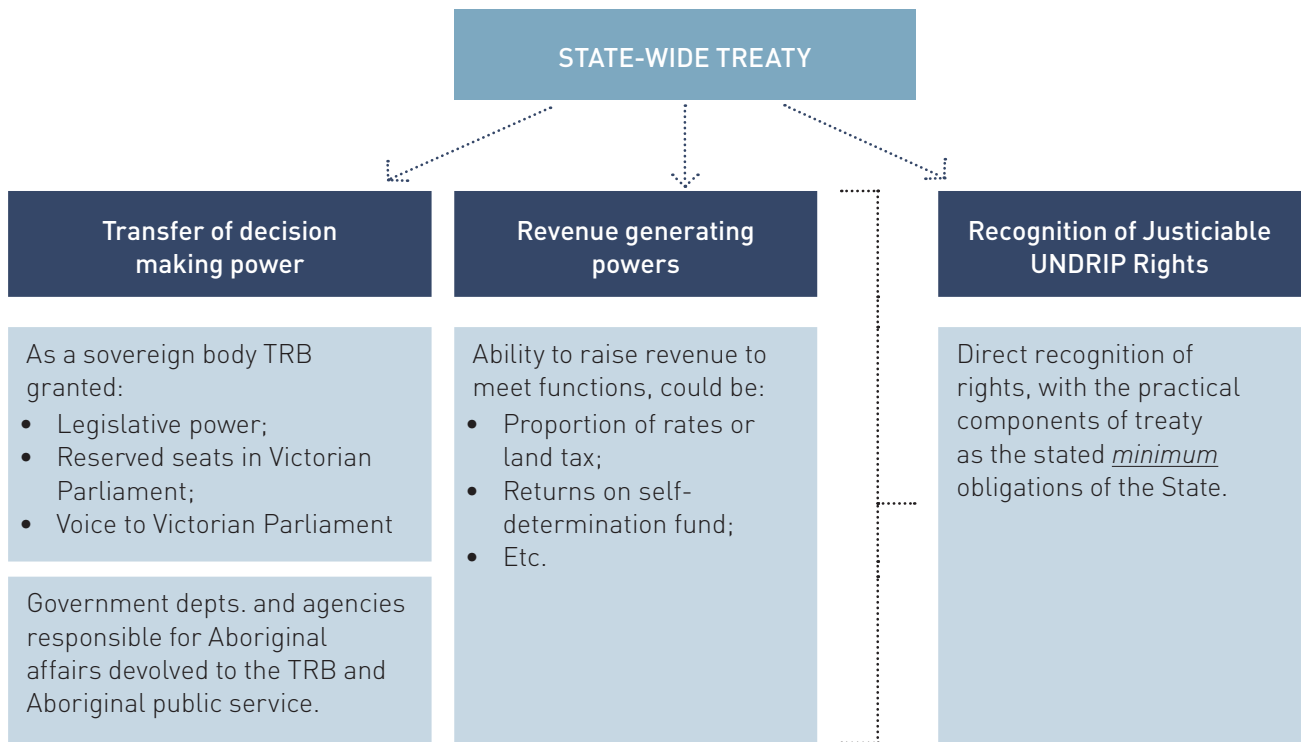 STATE-WIDE TREATY
Transfer of decision
making power
As a sovereign body TRB
granted:
• Legislative power;
• Reserved seats in Victorian
Parliament;
• Voice to Victorian Parliament
Government depts. and agencies
responsible for Aboriginal
affairs devolved to the TRB and
Aboriginal public service.
Revenue generating
powers
Ability to raise revenue to
meet functions, could be:
• Proportion of rates or
land tax;
• Returns on self-
determination fund;
• Etc.
Recognition of Justiciable
UNDRIP Rights
Direct recognition of
rights, with the practical
components of treaty
as the stated minimum
obligations of the State.